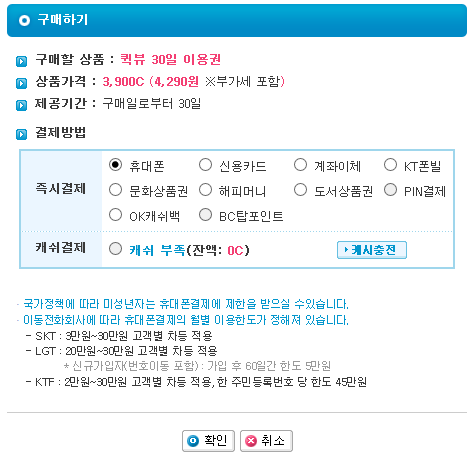 구매하기
구매할 상품 : 퀵뷰 30일 이용권
상품가격 : 3,900C (4,290원 ※부가세 포함)
제공기간 : 구매일로부터 30일
결제방법
즉시결제
휴대폰 신용카드 계좌이체 KT폰빌
문화상품권 해피머니 도서상품권 PIN결제
OK캐쉬백 BC탑포인트
캐쉬결제 캐쉬 부족(잔액: 0C) 캐시충전
· 국가정책에 따라 미성년자는 휴대폰결제에 제한을 받으실 수있습니다.
· 이동전화회사에 따라 휴대폰결제의 월별 이용한도가 정해져 있습니다.
- SKT : 3만원~30만원 고객별 차등 적용
- LGT : 20만원~30만원 고객별 차등 적용
* 신규가입자(번호이동 포함) : 가입 후 60일간 한도 5만원
- KTF : 2만원~30만원 고객별 차등 적용, 한 주민등록번호 당 한도 45만원
확인 취소